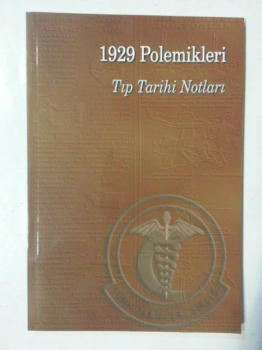 1929 Polemikleri
Tıp Tarihi Notları